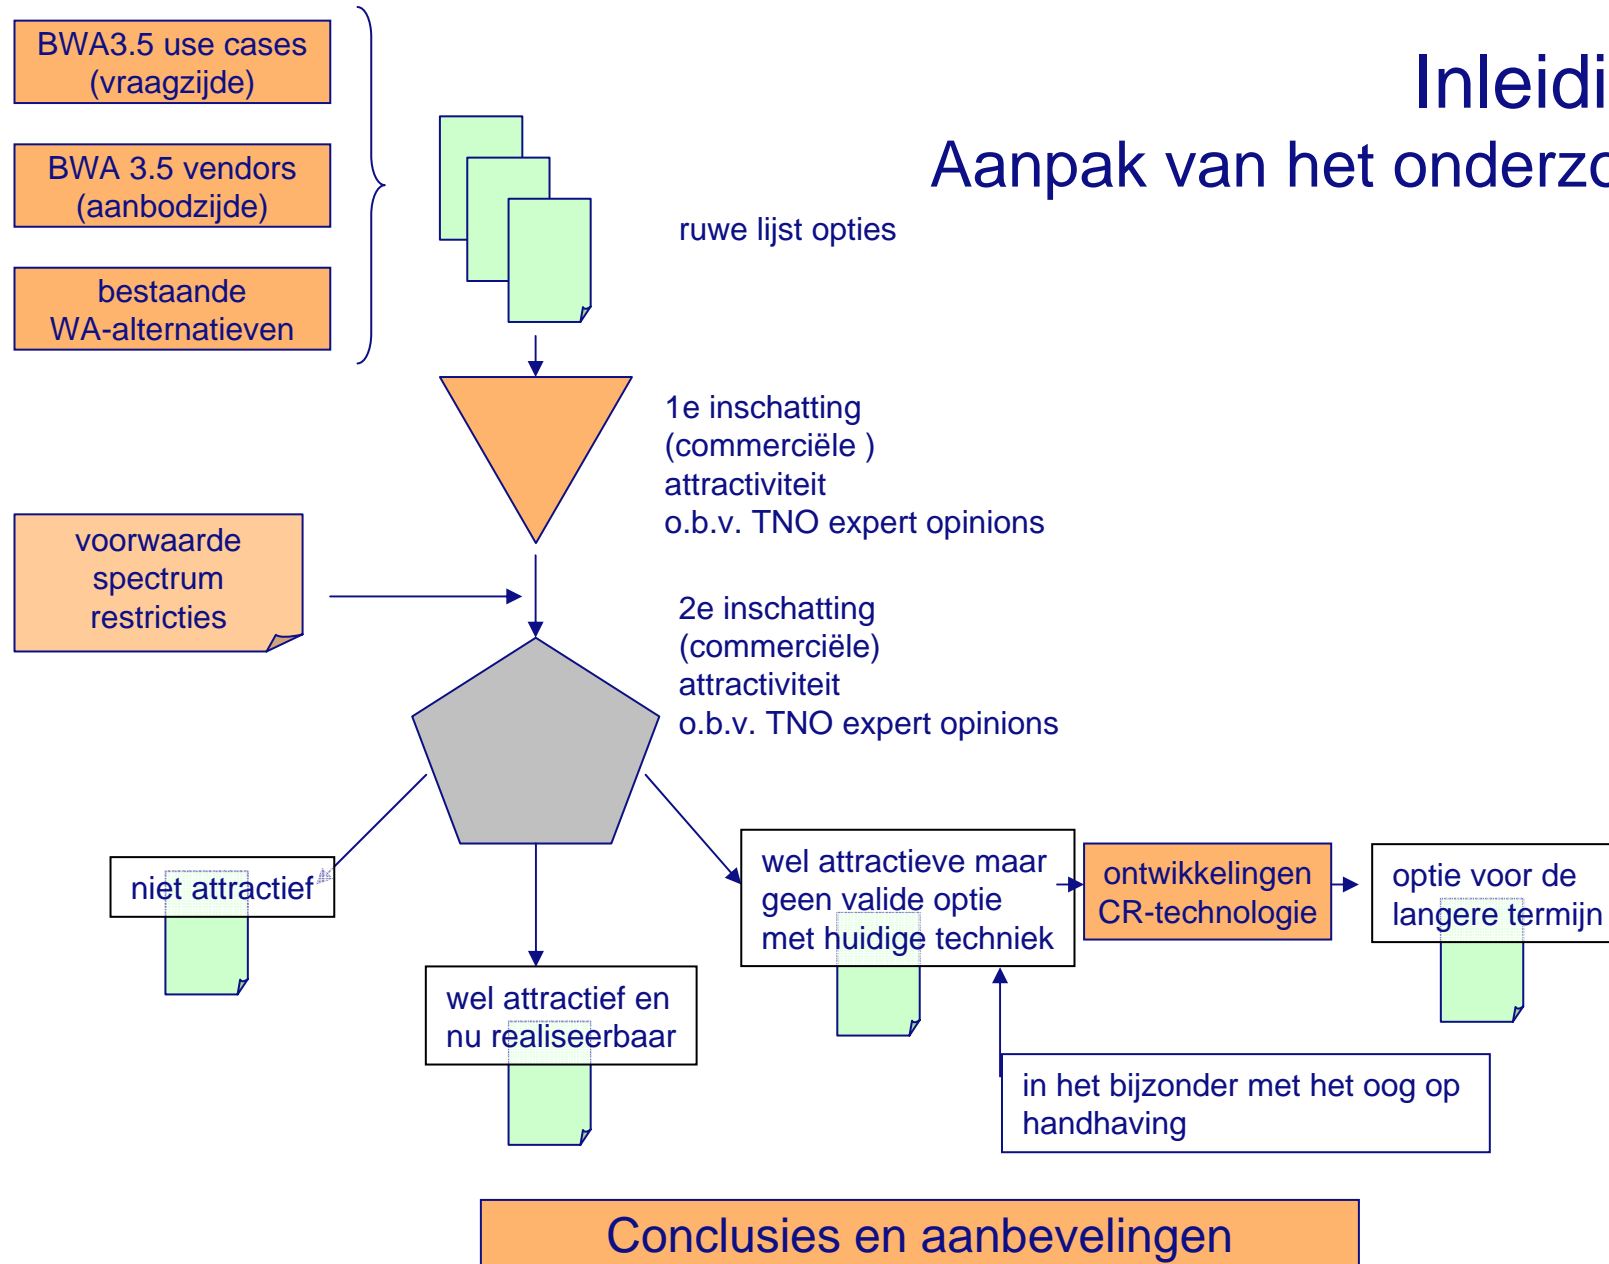 Inleidi
Aanpak van het onderzo
BWA3.5 use cases
(vraagzijde)
BWA 3.5 vendors
(aanbodzijde)
bestaande
WA-alternatieven
ruwe lijst opties
1e inschatting
(commerciële )
attractiviteit
o.b.v. TNO expert opinions
voorwaarde
spectrum
restricties
2e inschatting
(commerciële)
attractiviteit
o.b.v. TNO expert opinions
niet attractief
wel attractief en
nu realiseerbaar
wel attractieve maar
geen valide optie
met huidige techniek
ontwikkelingen
CR-technologie
optie voor de
langere termijn
in het bijzonder met het oog op
handhaving
Conclusies en aanbevelingen